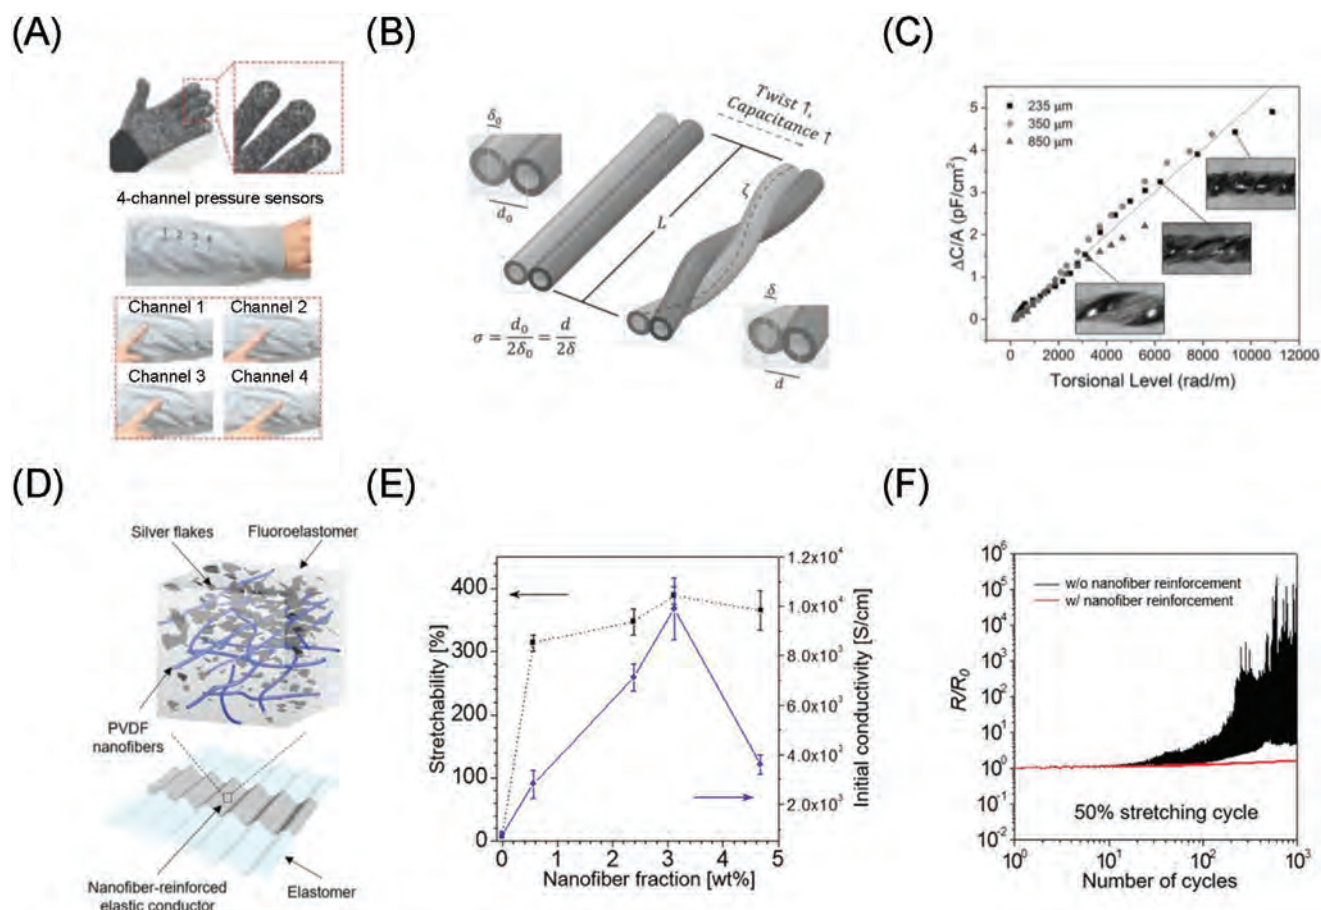 (A)
4-channel pressure sensors
1 2 3 4
Channel 1
Channel 2
Channel 3
Channel 4
(B)
δ₀
d₀
Twist ↑,
Capacitance ↑
L
ζ
σ = d₀/2δ₀ = d/2δ
δ
d
(C)
235 µm
350 µm
850 µm
ΔC/A (pF/cm²)
5
4
3
2
1
0
0 2000 4000 6000 8000 10000 12000
Torsional Level (rad/m)
(D)
Silver flakes
Fluoroelastomer
PVDF
nanofibers
Nanofiber-reinforced
elastic conductor
Elastomer
(E)
Stretchability [%]
400
300
200
100
0
0 1 2 3 4 5
Nanofiber fraction [wt%]
1.2x10⁴
1.0x10⁴
8.0x10³
6.0x10³
4.0x10³
2.0x10³
Initial conductivity [S/cm]
(F)
R/R₀
10⁶
10⁵
10⁴
10³
10²
10¹
10⁰
10⁻¹
10⁻²
w/o nanofiber reinforcement
w/ nanofiber reinforcement
50% stretching cycle
10⁰ 10¹ 10² 10³
Number of cycles